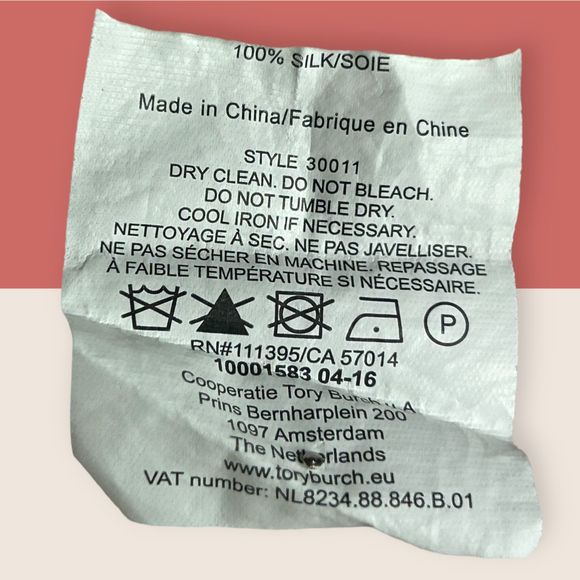 100% SILK/SOIE
Made in China/Fabrique en Chine
STYLE 30011
DRY CLEAN. DO NOT BLEACH.
DO NOT TUMBLE DRY.
COOL IRON IF NECESSARY.
NETTOYAGE À SEC. NE PAS JAVELLISER.
NE PAS SÉCHER EN MACHINE. REPASSAGE
À FAIBLE TEMPÉRATURE SI NÉCESSAIRE.
P
RN#111395/CA 57014
10001583 04-16
Cooperatie Tory
Prins Bernharplein 200
1097 Amsterdam
The Netherlands
www.toryburch.eu
VAT number: NL8234.88.846.B.01